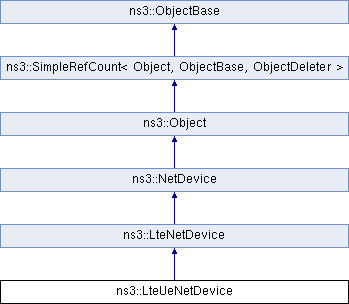 ns3::ObjectBase
ns3::SimpleRefCount< Object, ObjectBase, ObjectDeleter >
ns3::Object
ns3::NetDevice
ns3::LteNetDevice
ns3::LteUeNetDevice